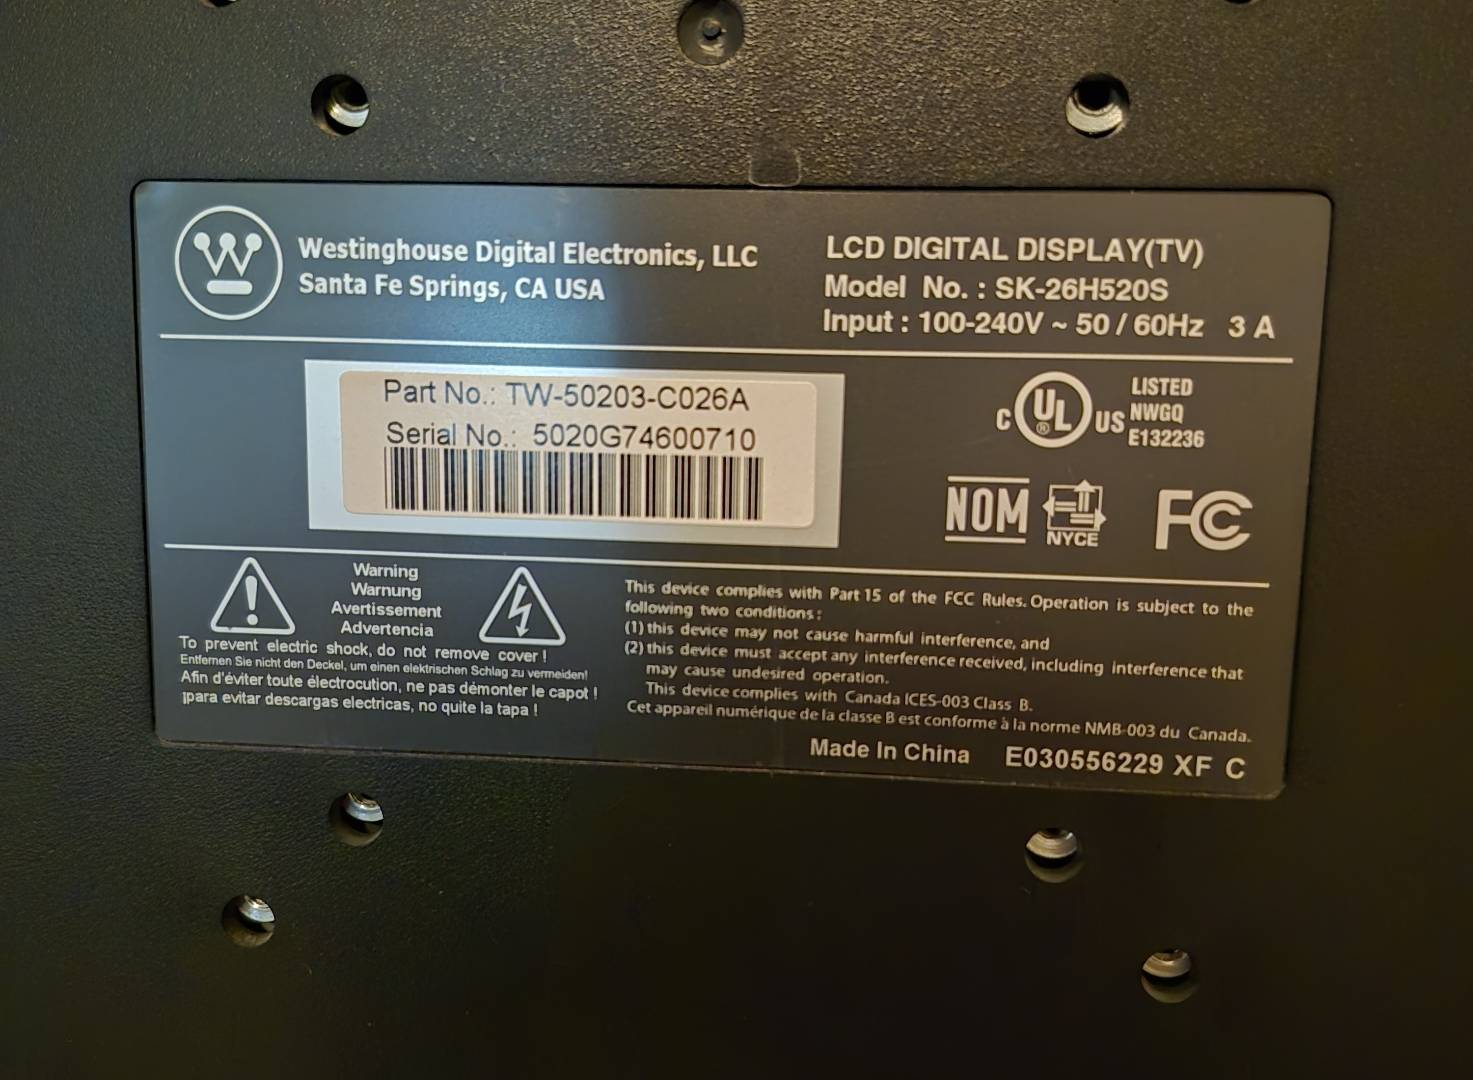 Westinghouse Digital Electronics, LLC
Santa Fe Springs, CA USA
LCD DIGITAL DISPLAY(TV)
Model No. : SK-26H520S
Input : 100-240V ~ 50 / 60Hz 3 A
Part No.: TW-50203-C026A
Serial No.: 5020G74600710
C UL ® US
LISTED
NWGQ
E132236
NOM
NYCE
FC
Warning
Warnung
Avertissement
Advertencia
To prevent electric shock, do not remove cover !
Entfernen Sie nicht den Deckel, um einen elektrischen Schlag zu vermeiden!
Afin d'éviter toute électrocution, ne pas démonter le capot !
¡para evitar descargas electricas, no quite la tapa !
This device complies with Part 15 of the FCC Rules. Operation is subject to the
following two conditions :
(1) this device may not cause harmful interference, and
(2) this device must accept any interference received, including interference that
may cause undesired operation.
This device complies with Canada ICES-003 Class B.
Cet appareil numérique de la classe B est conforme à la norme NMB-003 du Canada.
Made In China E030556229 XF C